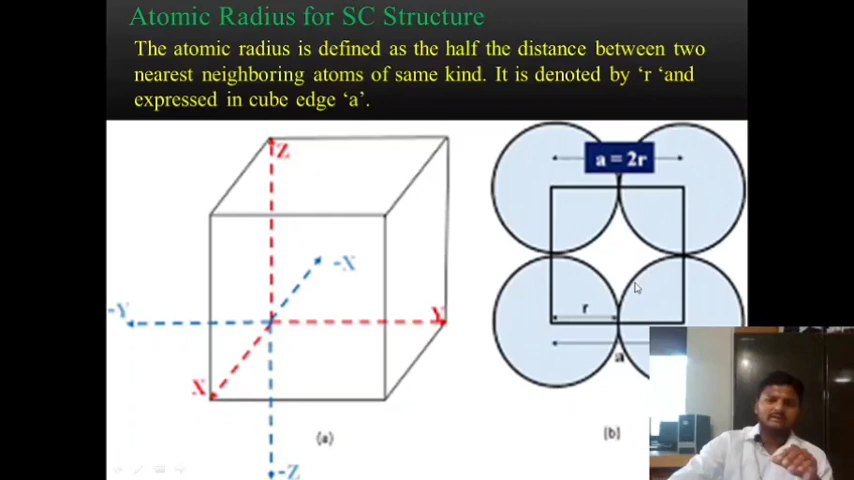 Atomic Radius for SC Structure
The atomic radius is defined as the half the distance between two
nearest neighboring atoms of same kind. It is denoted by ‘r ‘and
expressed in cube edge ‘a’.
Z
-X
-Y
Y
X
-Z
(a)
a = 2r
r
a
(b)